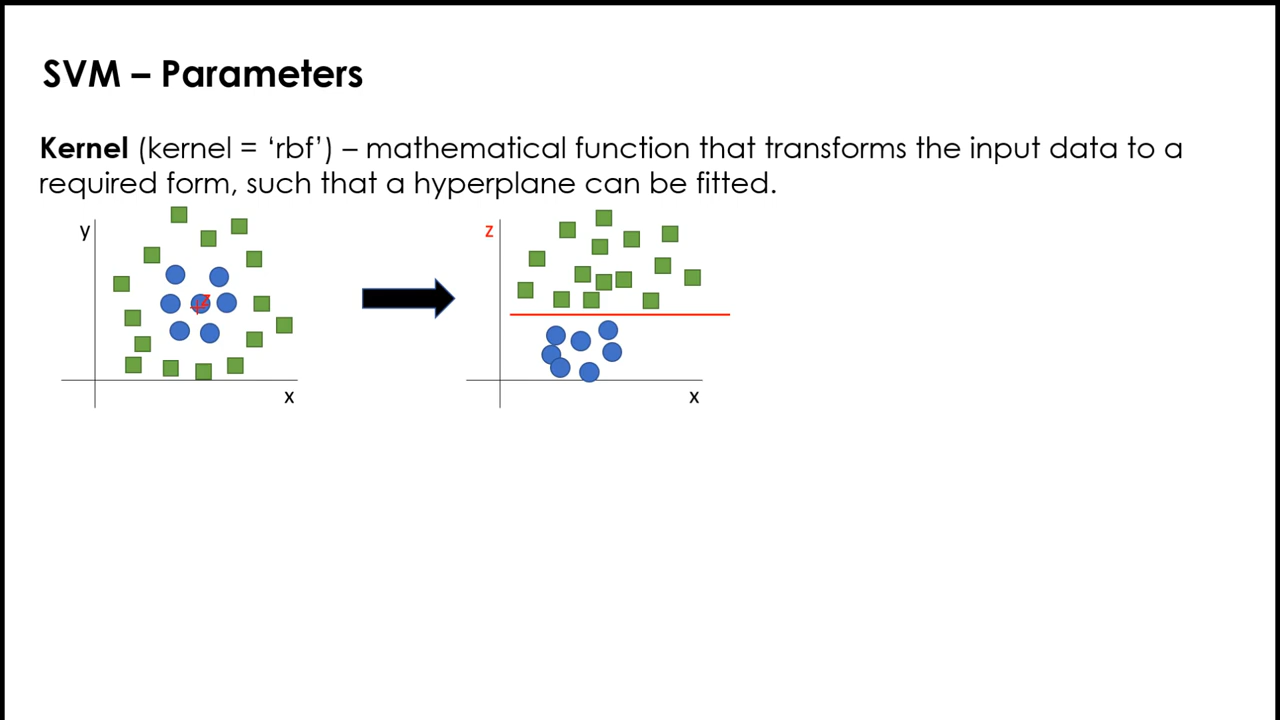 SVM – Parameters
Kernel (kernel = ‘rbf’) – mathematical function that transforms the input data to a
required form, such that a hyperplane can be fitted.
y
z
x
z
x